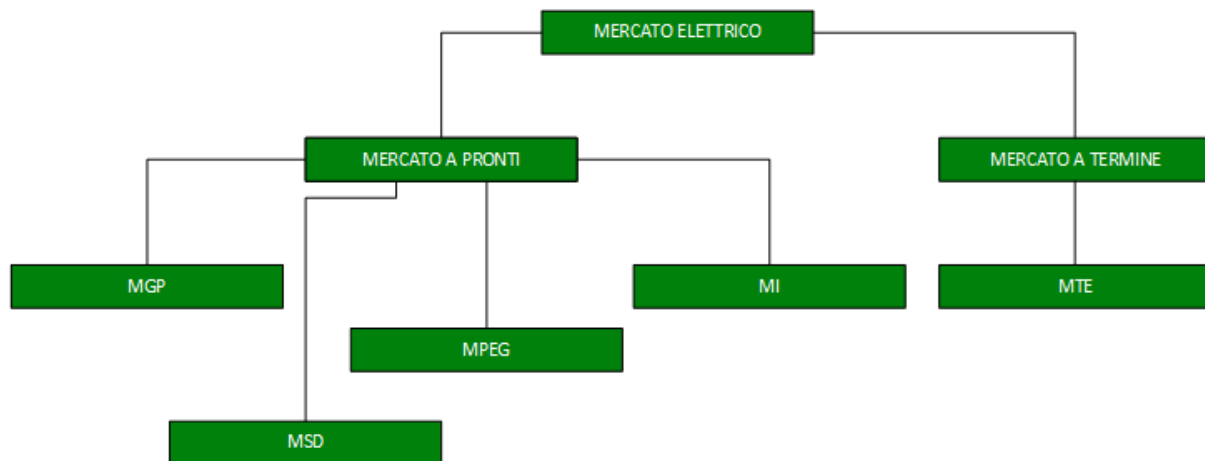 MERCATO ELETTRICO
MERCATO A PRONTI
MERCATO A TERMINE
MGP
MI
MTE
MPEG
MSD